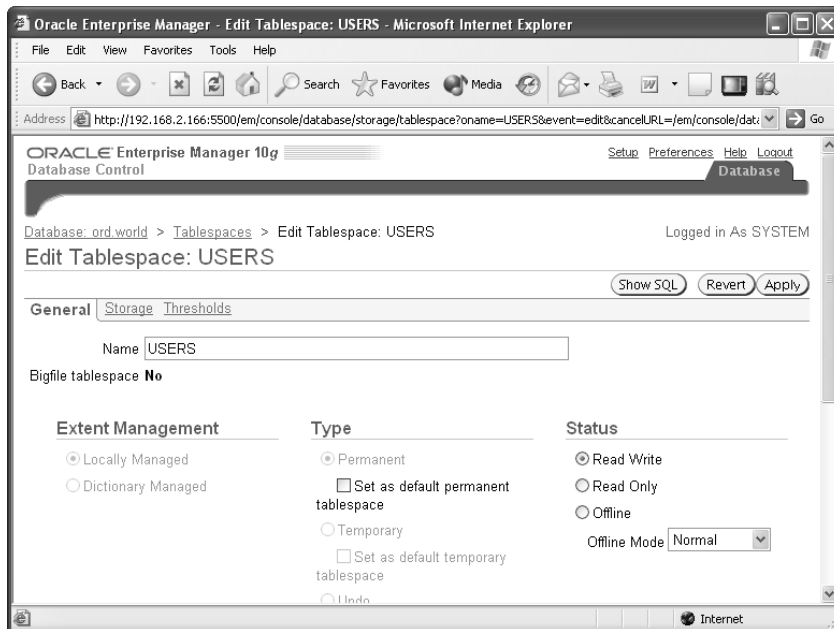 Oracle Enterprise Manager - Edit Tablespace: USERS - Microsoft Internet Explorer
File Edit View Favorites Tools Help
Back Search Favorites Media
Address http://192.168.2.166:5500/em/console/database/storage/tablespace?oname=USERS&event=edit&cancelURL=/em/console/data Go
ORACLE Enterprise Manager 10g
Database Control
Setup Preferences Help Logout
Database
Database: ord.world > Tablespaces > Edit Tablespace: USERS Logged in As SYSTEM
Edit Tablespace: USERS
Show SQL Revert Apply
General Storage Thresholds
Name USERS
Bigfile tablespace No
Extent Management
Locally Managed
Dictionary Managed
Type
Permanent
Set as default permanent
tablespace
Temporary
Set as default temporary
tablespace
Undo
Status
Read Write
Read Only
Offline
Offline Mode Normal
Internet